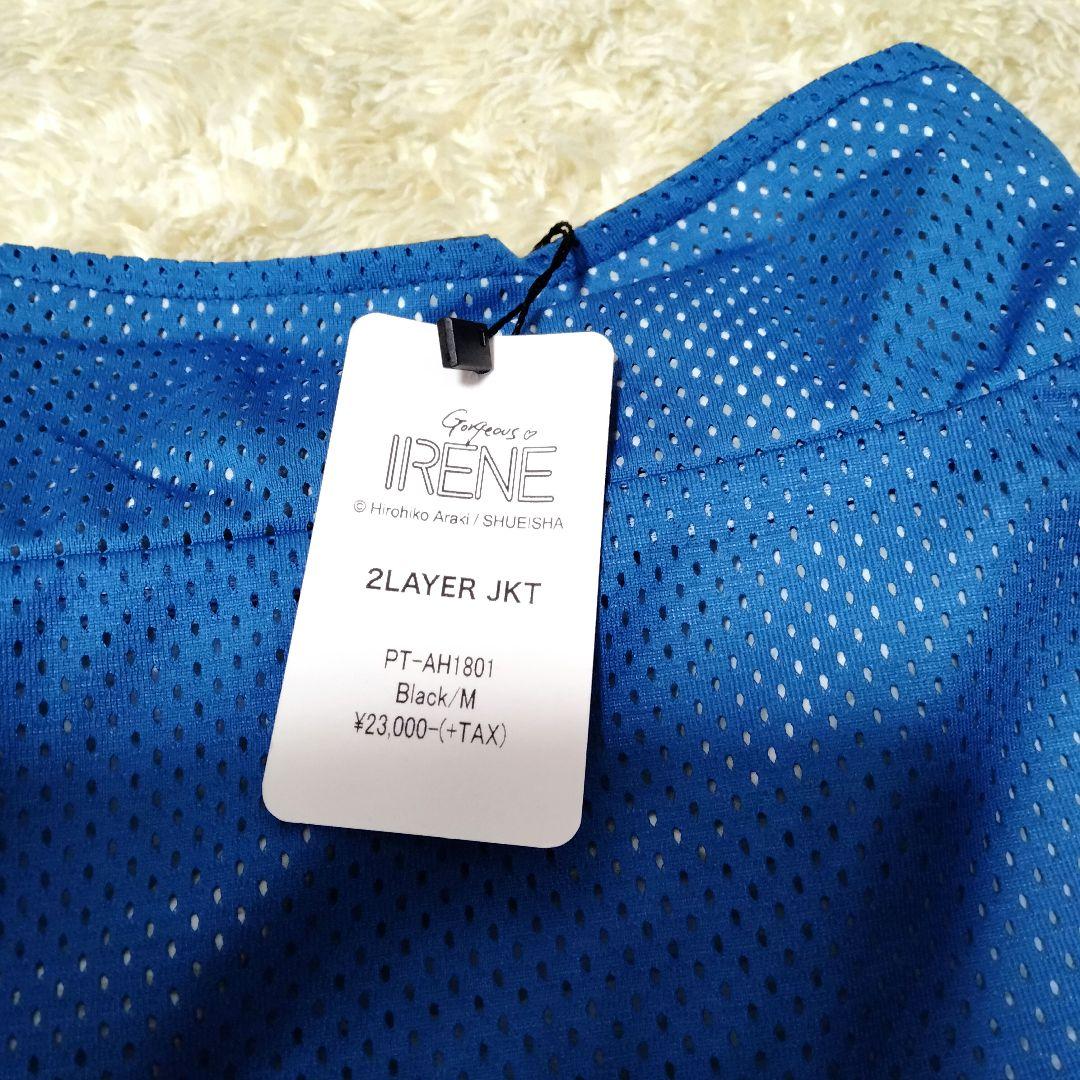 Gorgeous ♡
IRENE
© Hirohiko Araki / SHUEISHA
2LAYER JKT
PT-AH1801
Black/M
¥23,000-(+TAX)